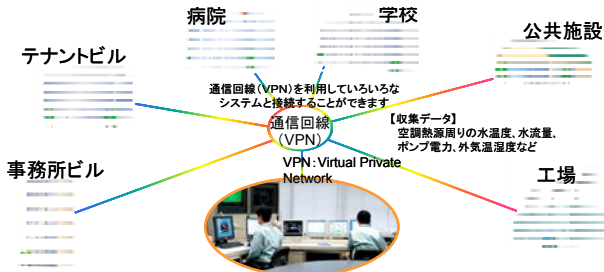 病院
学校
公共施設
テナントビル
通信回線(VPN)を利用していろいろな
システムと接続することができます
通信回線
(VPN)
【収集データ】
空調熱源周りの水温度、水流量、
ポンプ電力、外気温湿度など
VPN:Virtual Private
Network
事務所ビル
工場